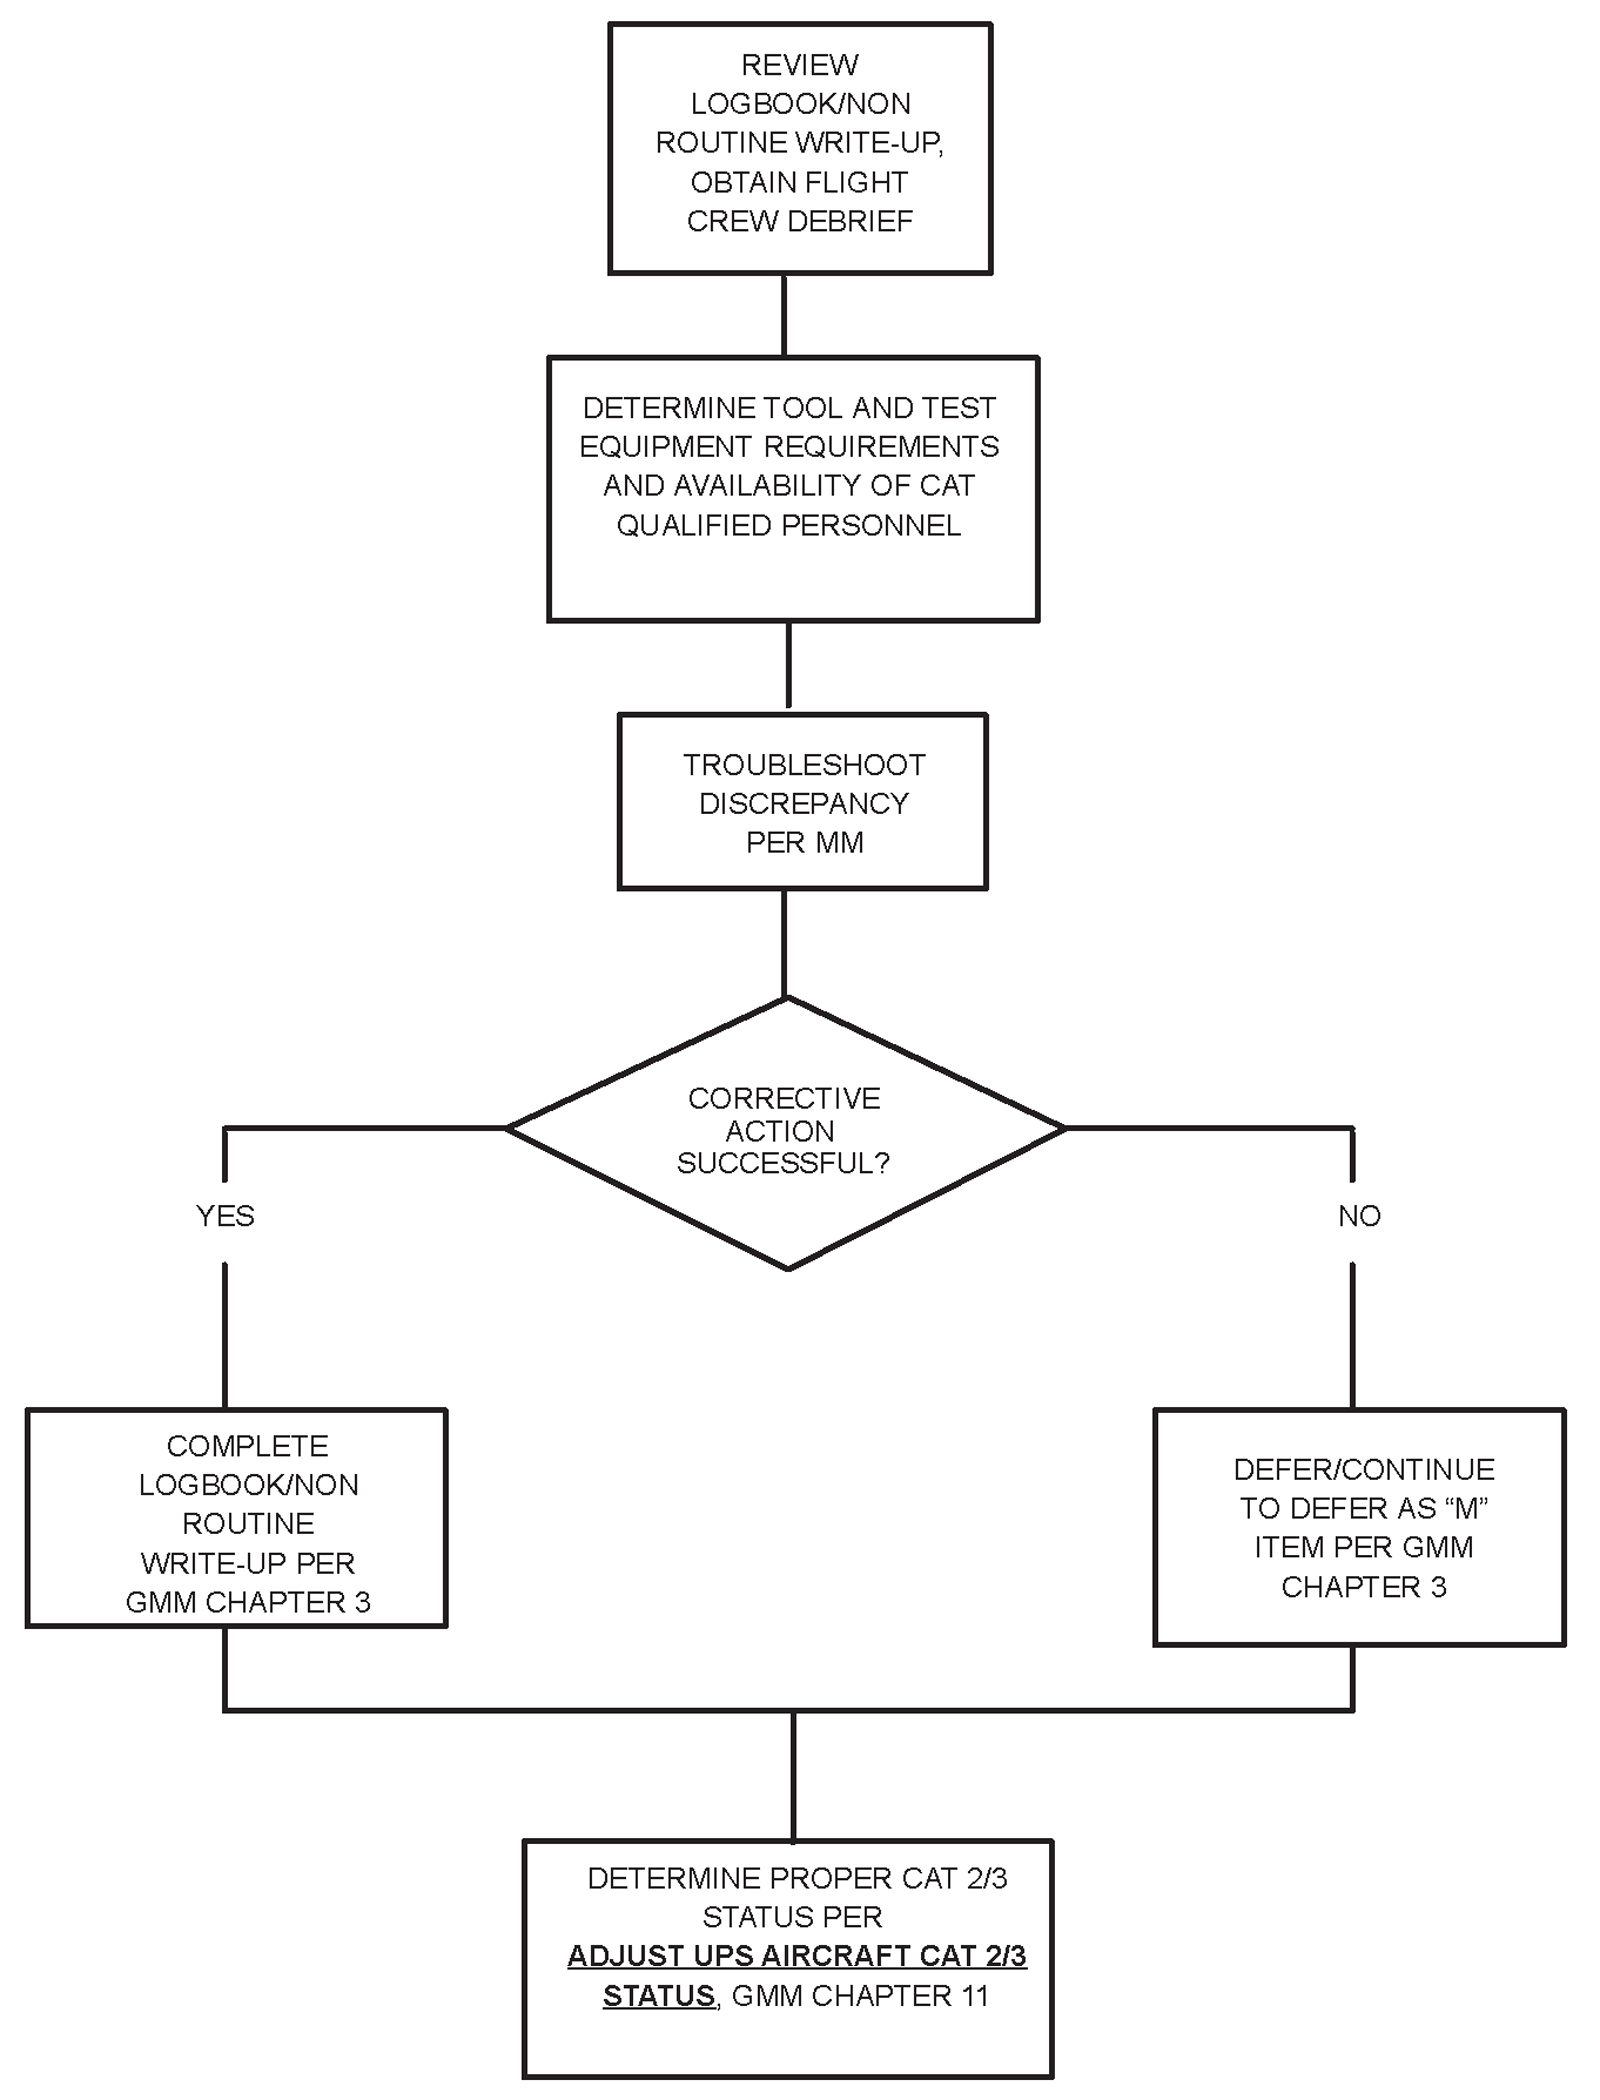 REVIEW
LOGBOOK/NON
ROUTINE WRITE-UP,
OBTAIN FLIGHT
CREW DEBRIEF
DETERMINE TOOL AND TEST
EQUIPMENT REQUIREMENTS
AND AVAILABILITY OF CAT
QUALIFIED PERSONNEL
TROUBLESHOOT
DISCREPANCY
PER MM
CORRECTIVE
ACTION
SUCCESSFUL?
YES
NO
COMPLETE
LOGBOOK/NON
ROUTINE
WRITE-UP PER
GMM CHAPTER 3
DEFER/CONTINUE
TO DEFER AS “M”
ITEM PER GMM
CHAPTER 3
DETERMINE PROPER CAT 2/3
STATUS PER
ADJUST UPS AIRCRAFT CAT 2/3
STATUS, GMM CHAPTER 11